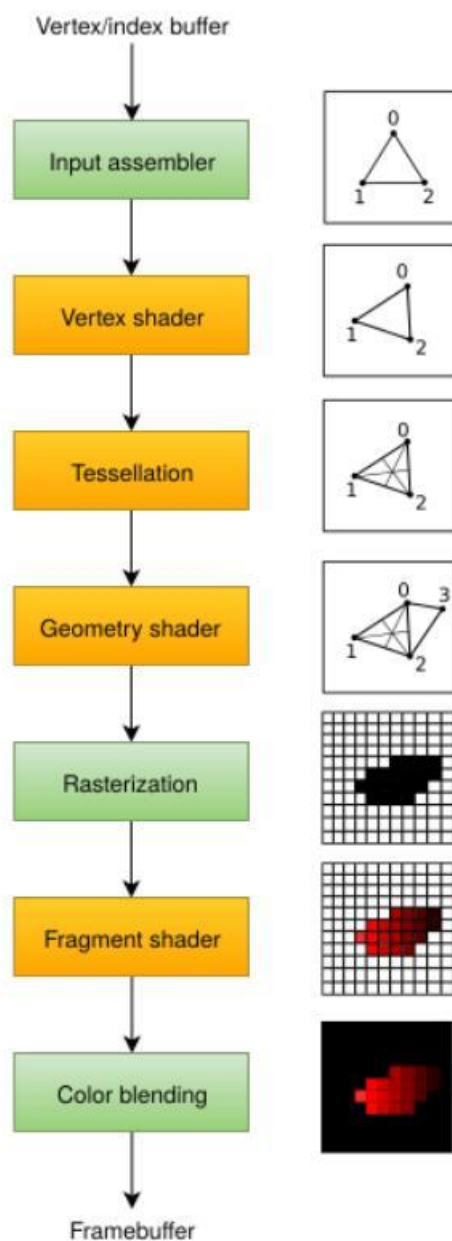 Vertex/index buffer
Input assembler
0
1 2
Vertex shader
0
1
2
Tessellation
0
1
2
Geometry shader
0 3
1
2
Rasterization
Fragment shader
Color blending
Framebuffer